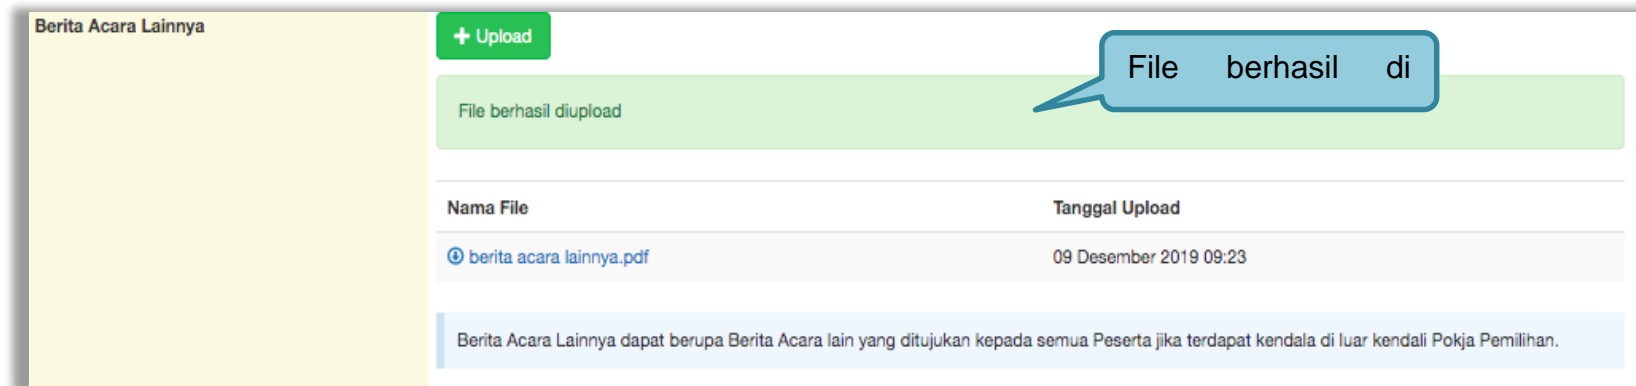 Berita Acara Lainnya
+ Upload
File berhasil di
File berhasil diupload
Nama File Tanggal Upload
berita acara lainnya.pdf 09 Desember 2019 09:23
Berita Acara Lainnya dapat berupa Berita Acara lain yang ditujukan kepada semua Peserta jika terdapat kendala di luar kendali Pokja Pemilihan.